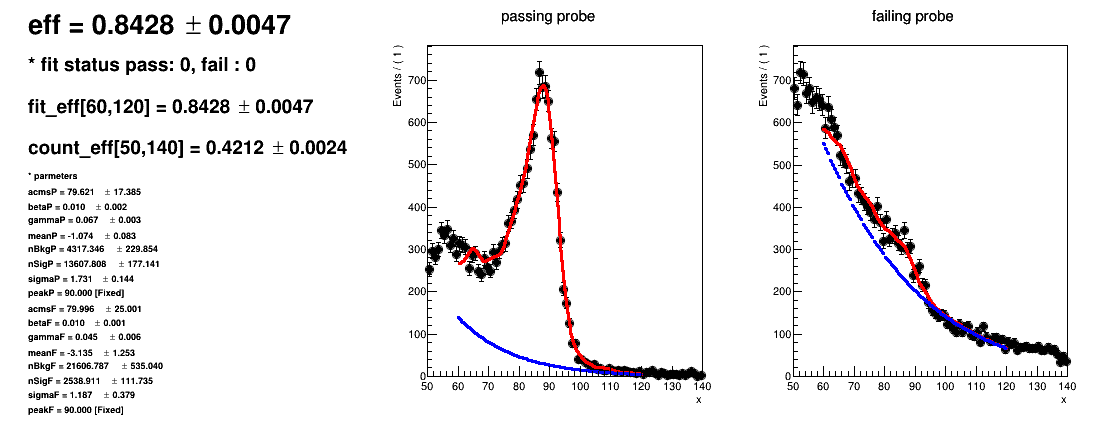 eff = 0.8428 ± 0.0047
* fit status pass: 0, fail : 0
fit_eff[60,120] = 0.8428 ± 0.0047
count_eff[50,140] = 0.4212 ± 0.0024
* parmeters
acmsP = 79.621 ± 17.385
betaP = 0.010 ± 0.002
gammaP = 0.067 ± 0.003
meanP = -1.074 ± 0.083
nBkgP = 4317.346 ± 229.854
nSigP = 13607.808 ± 177.141
sigmaP = 1.731 ± 0.144
peakP = 90.000 [Fixed]
acmsF = 79.996 ± 25.001
betaF = 0.010 ± 0.001
gammaF = 0.045 ± 0.006
meanF = -3.135 ± 1.253
nBkgF = 21606.787 ± 535.040
nSigF = 2538.911 ± 111.735
sigmaF = 1.187 ± 0.379
peakF = 90.000 [Fixed]
passing probe
Events / ( 1 )
700
600
500
400
300
200
100
0
50 60 70 80 90 100 110 120 130 140
x
failing probe
Events / ( 1 )
700
600
500
400
300
200
100
0
50 60 70 80 90 100 110 120 130 140
x